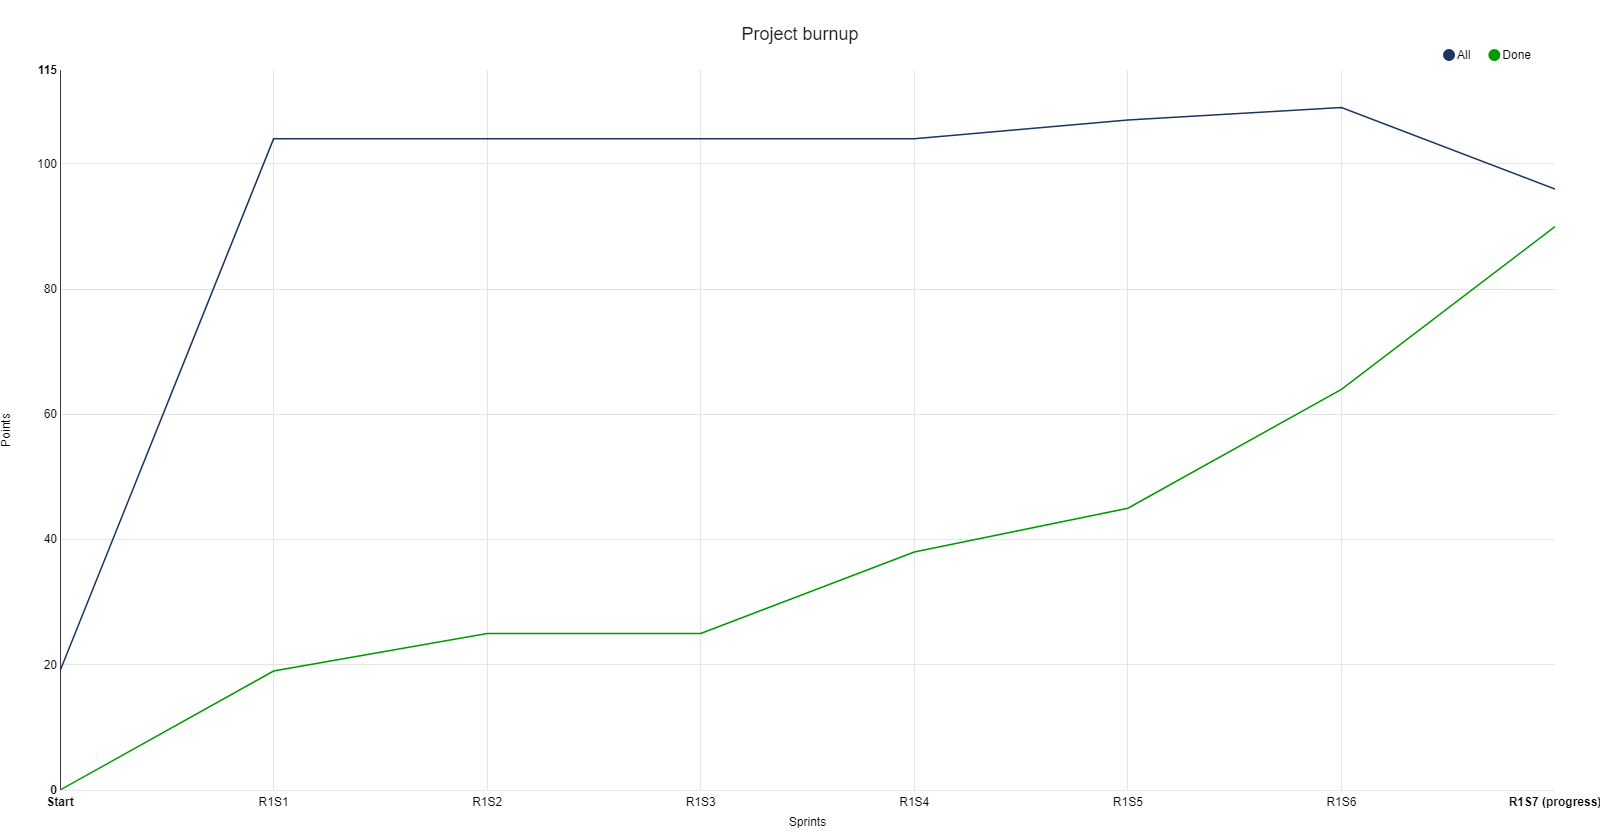 Project burnup
All Done
115
100
80
60
40
20
0
Points
Start R1S1 R1S2 R1S3 R1S4 R1S5 R1S6 R1S7 (progress)
Sprints